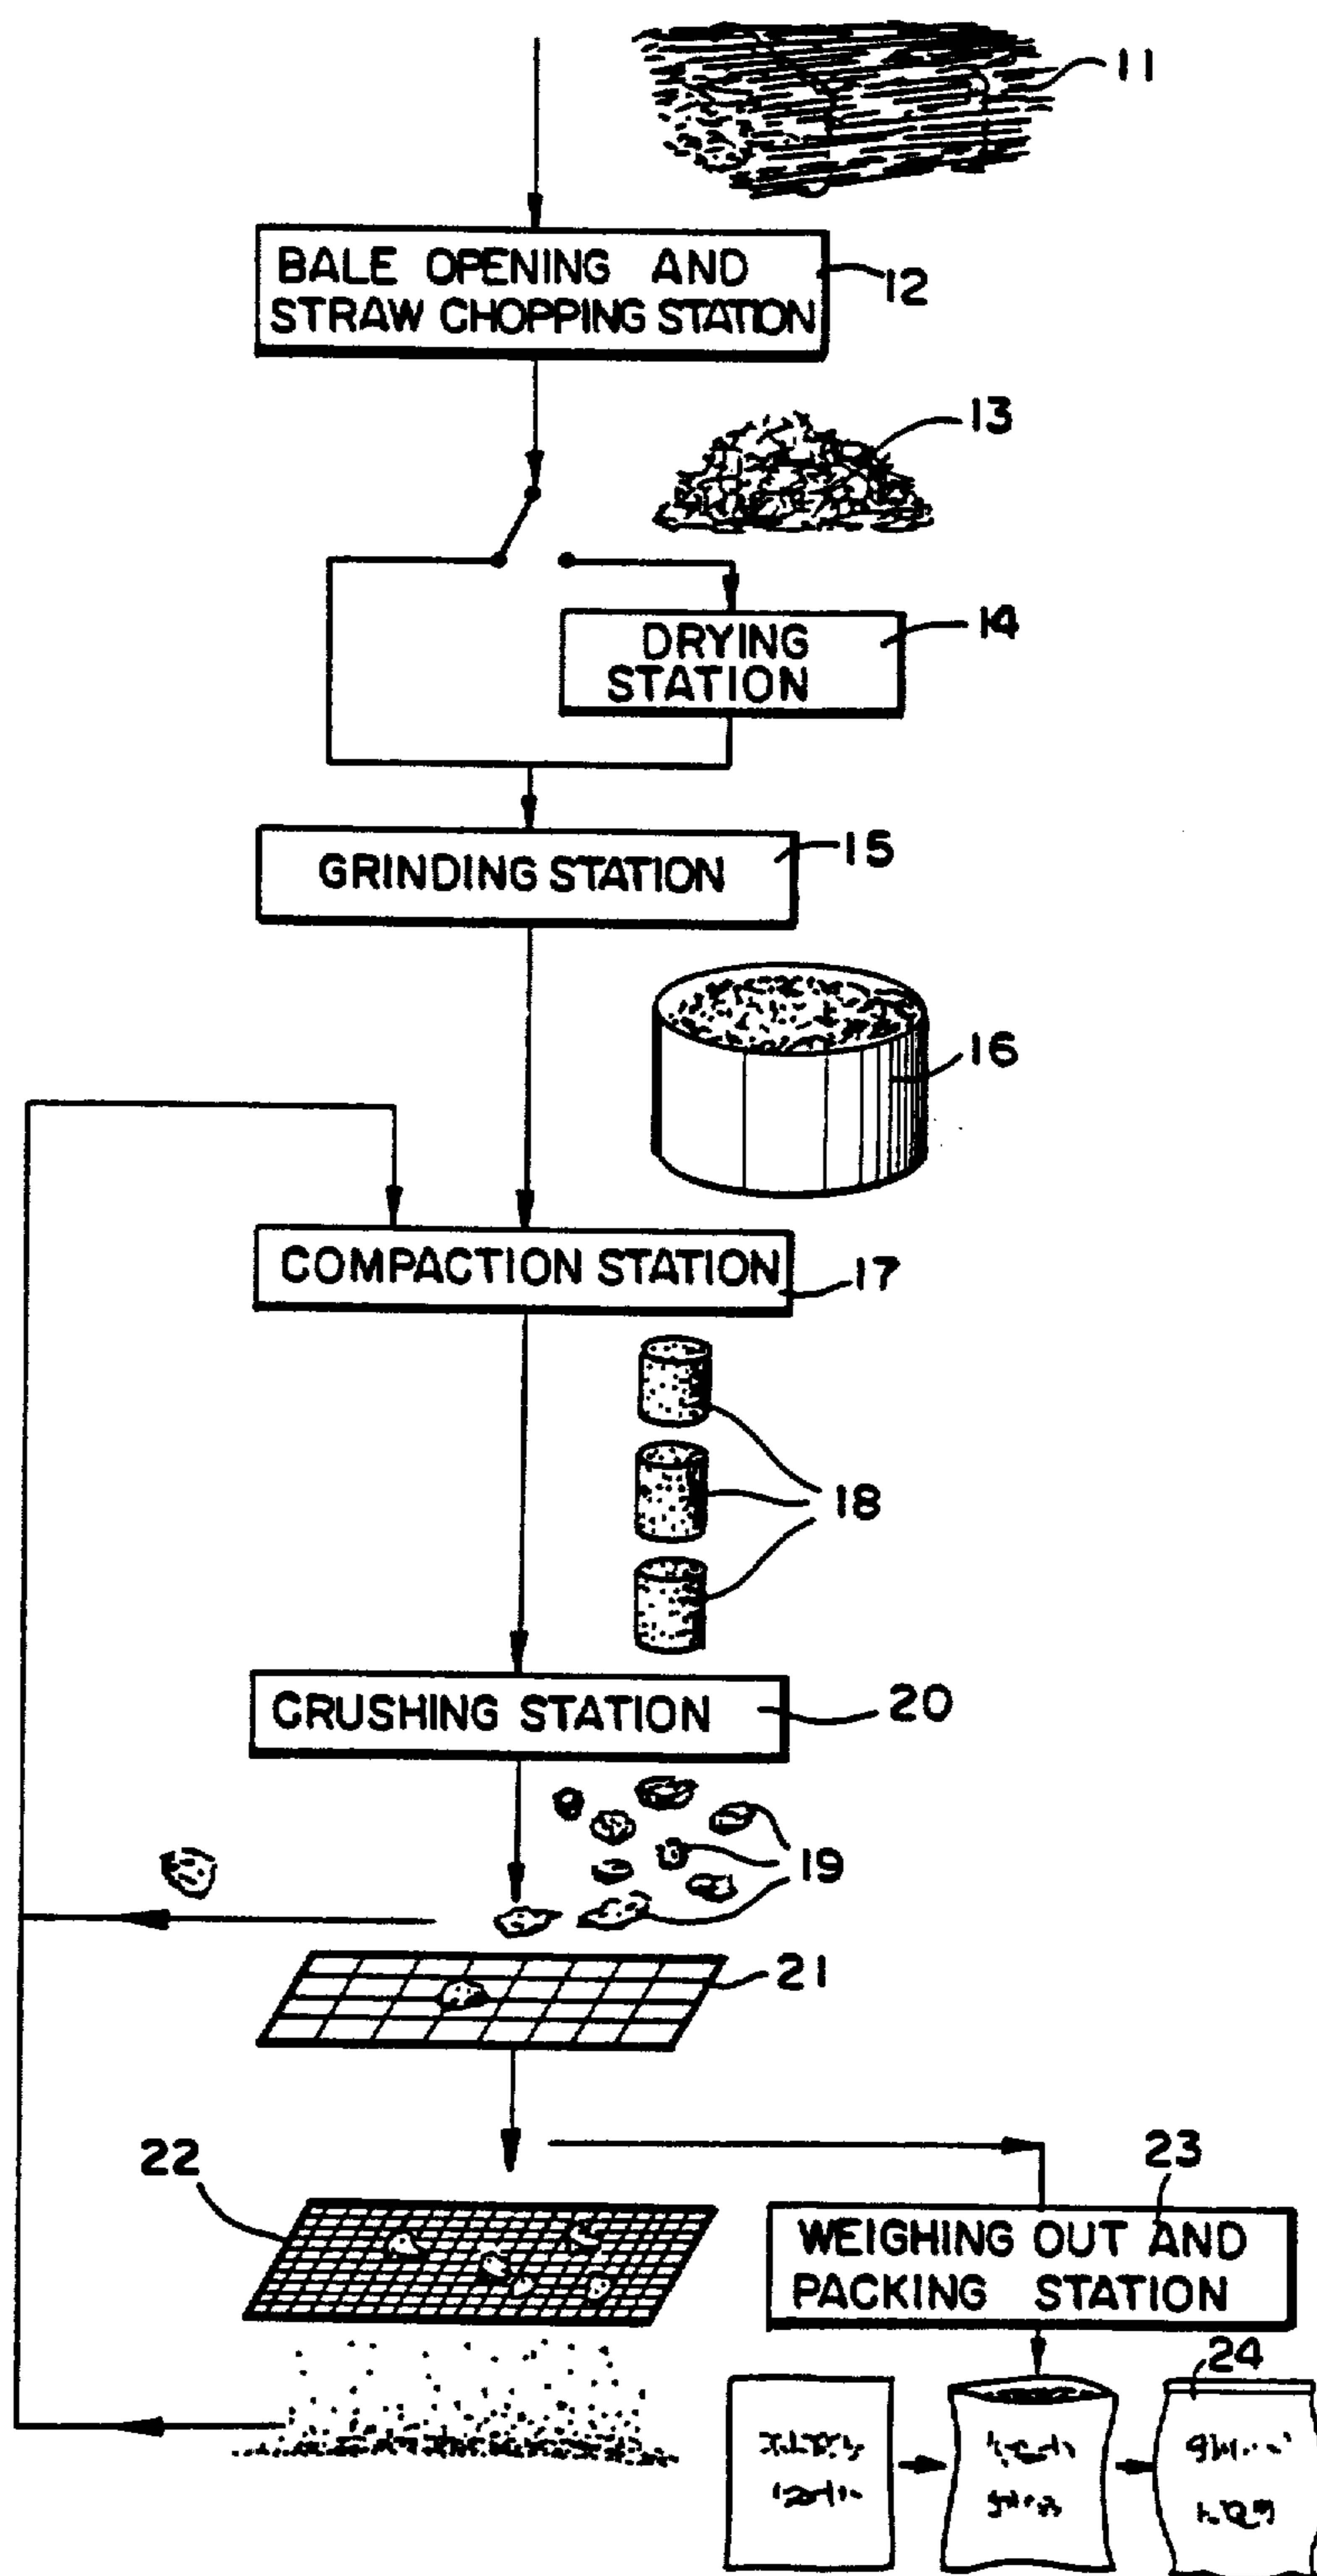 11
BALE OPENING AND
STRAW CHOPPING STATION
12
13
DRYING
STATION
14
GRINDING STATION
15
16
COMPACTION STATION
17
18
CRUSHING STATION
20
19
21
22
23
WEIGHING OUT AND
PACKING STATION
24